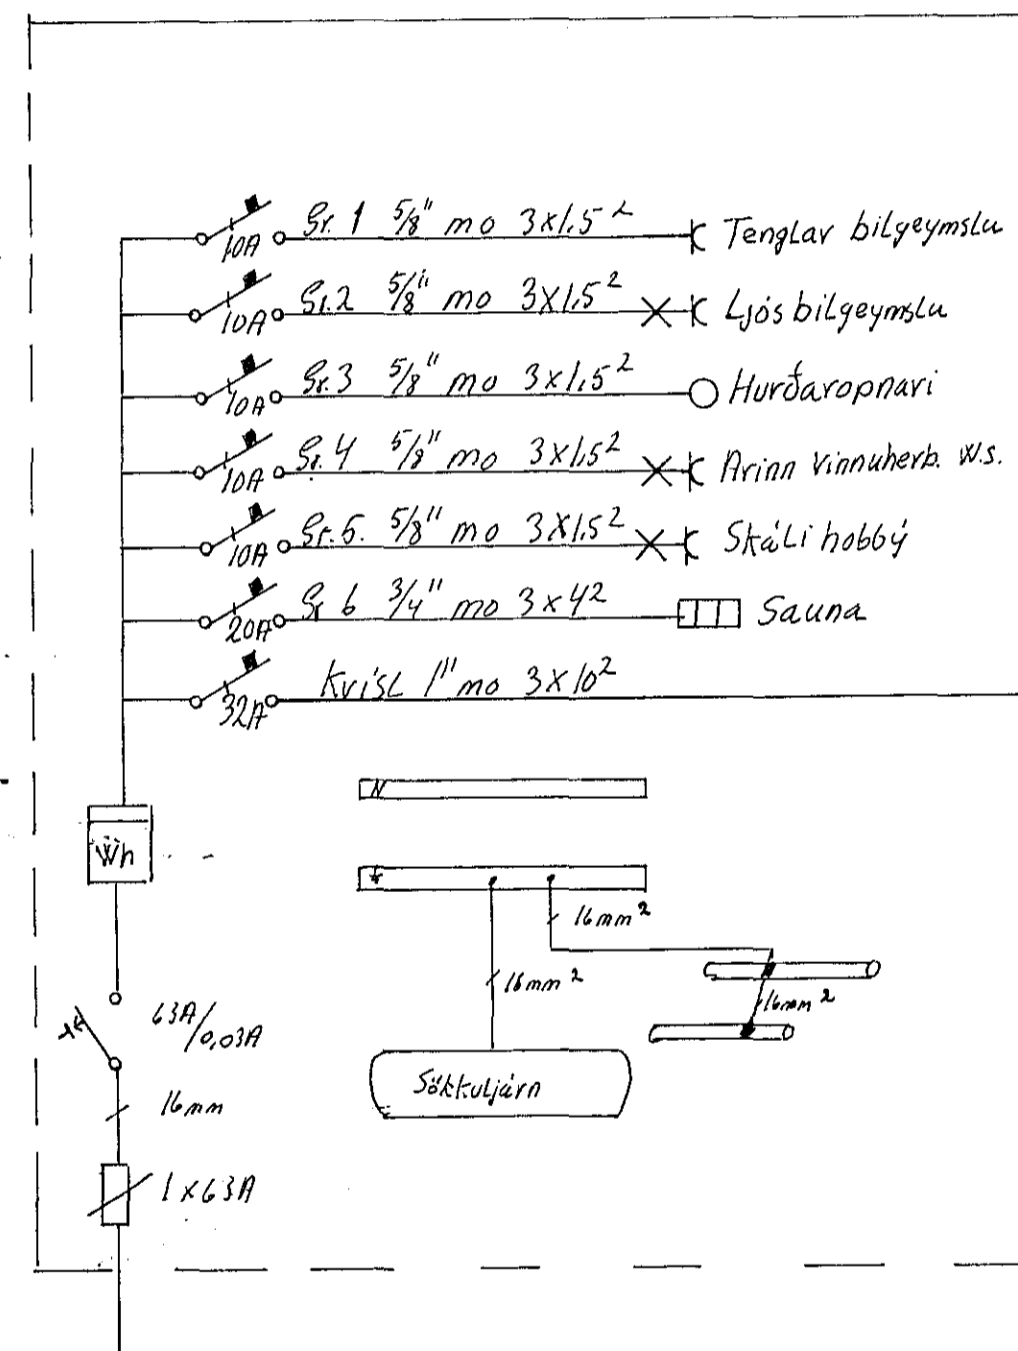 10A Gr. 1 5/8" mo 3x1,5² Tenglar bilgeymslu
10A Gr. 2 5/8" mo 3x1,5² Ljós bilgeymslu
10A Gr. 3 5/8" mo 3x1,5² Hurðaropnari
10A Gr. 4 5/8" mo 3x1,5² Arinn vinnuherb. w.s.
10A Gr. 5. 5/8" mo 3x1,5² Skáli hobbý
20A Gr 6 3/4" mo 3x4² Sauna
32A Kvísl 1" mo 3x10²
N
Wh
16mm²
16mm²
16mm²
63A/0,03A
Sökkuljárn
16mm
1x63A